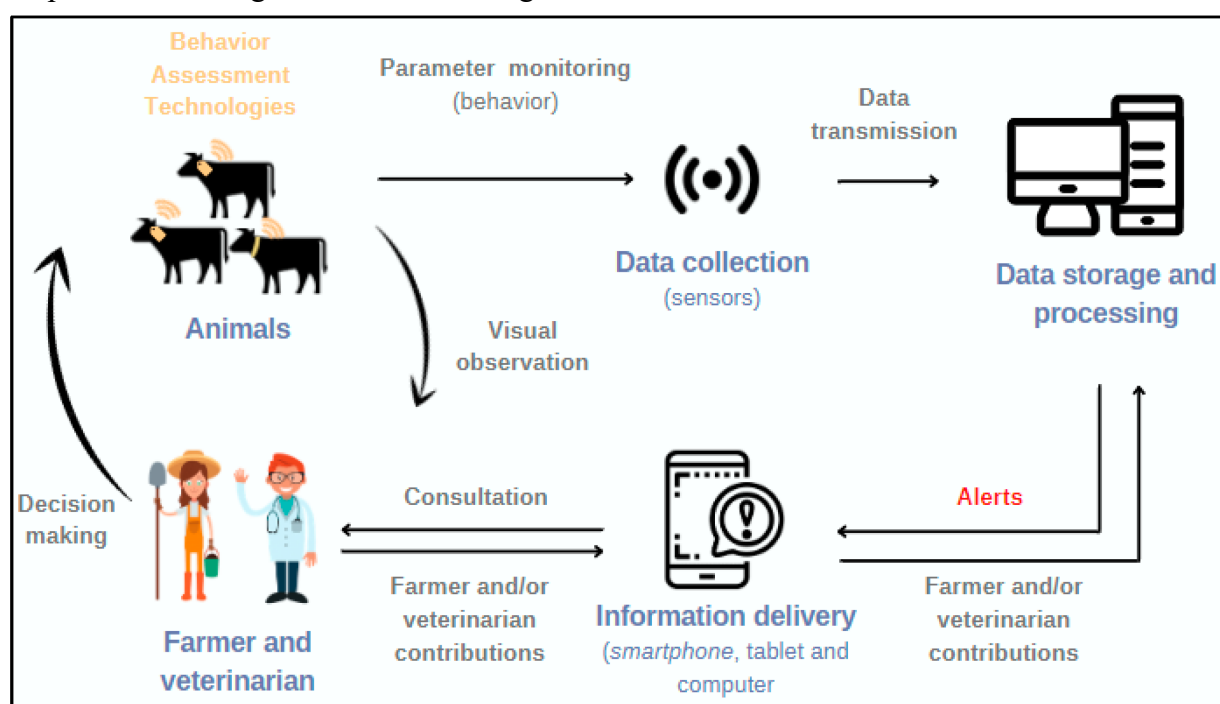 Behavior
Assessment
Technologies
Parameter monitoring
(behavior)
Data
transmission
Animals
Data collection
(sensors)
Data storage and
processing
Visual
observation
Decision
making
Consultation
Alerts
Farmer and/or
veterinarian
contributions
Farmer and
veterinarian
Information delivery
(smartphone, tablet and
computer
Farmer and/or
veterinarian
contributions